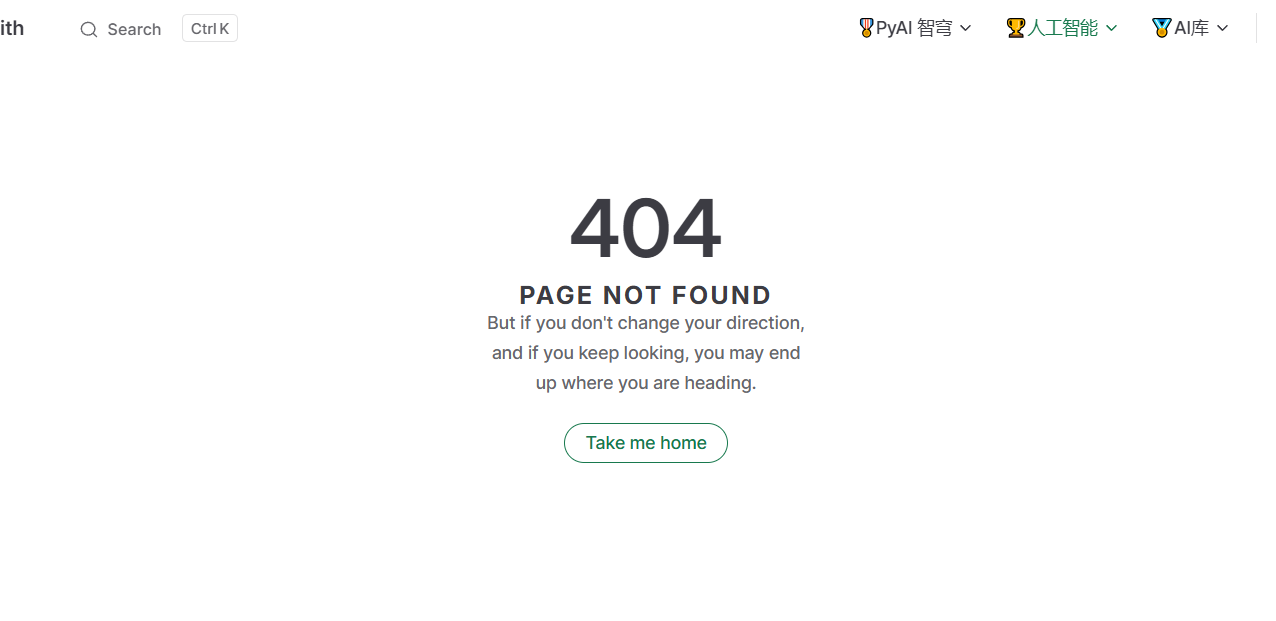 ith
Search
Ctrl K
PyAI 智穹
人工智能
AI库
404
PAGE NOT FOUND
But if you don't change your direction,
and if you keep looking, you may end
up where you are heading.
Take me home